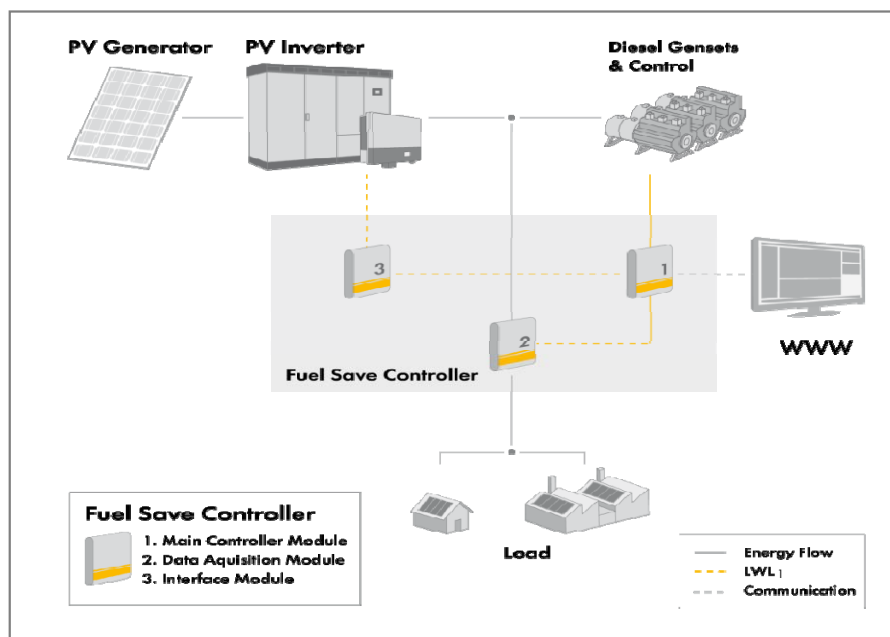 PV Generator
PV Inverter
Diesel Gensets
& Control
3
1
2
WWW
Fuel Save Controller
Fuel Save Controller
1. Main Controller Module
2. Data Aquisition Module
3. Interface Module
Load
Energy Flow
LWL 1
Communication